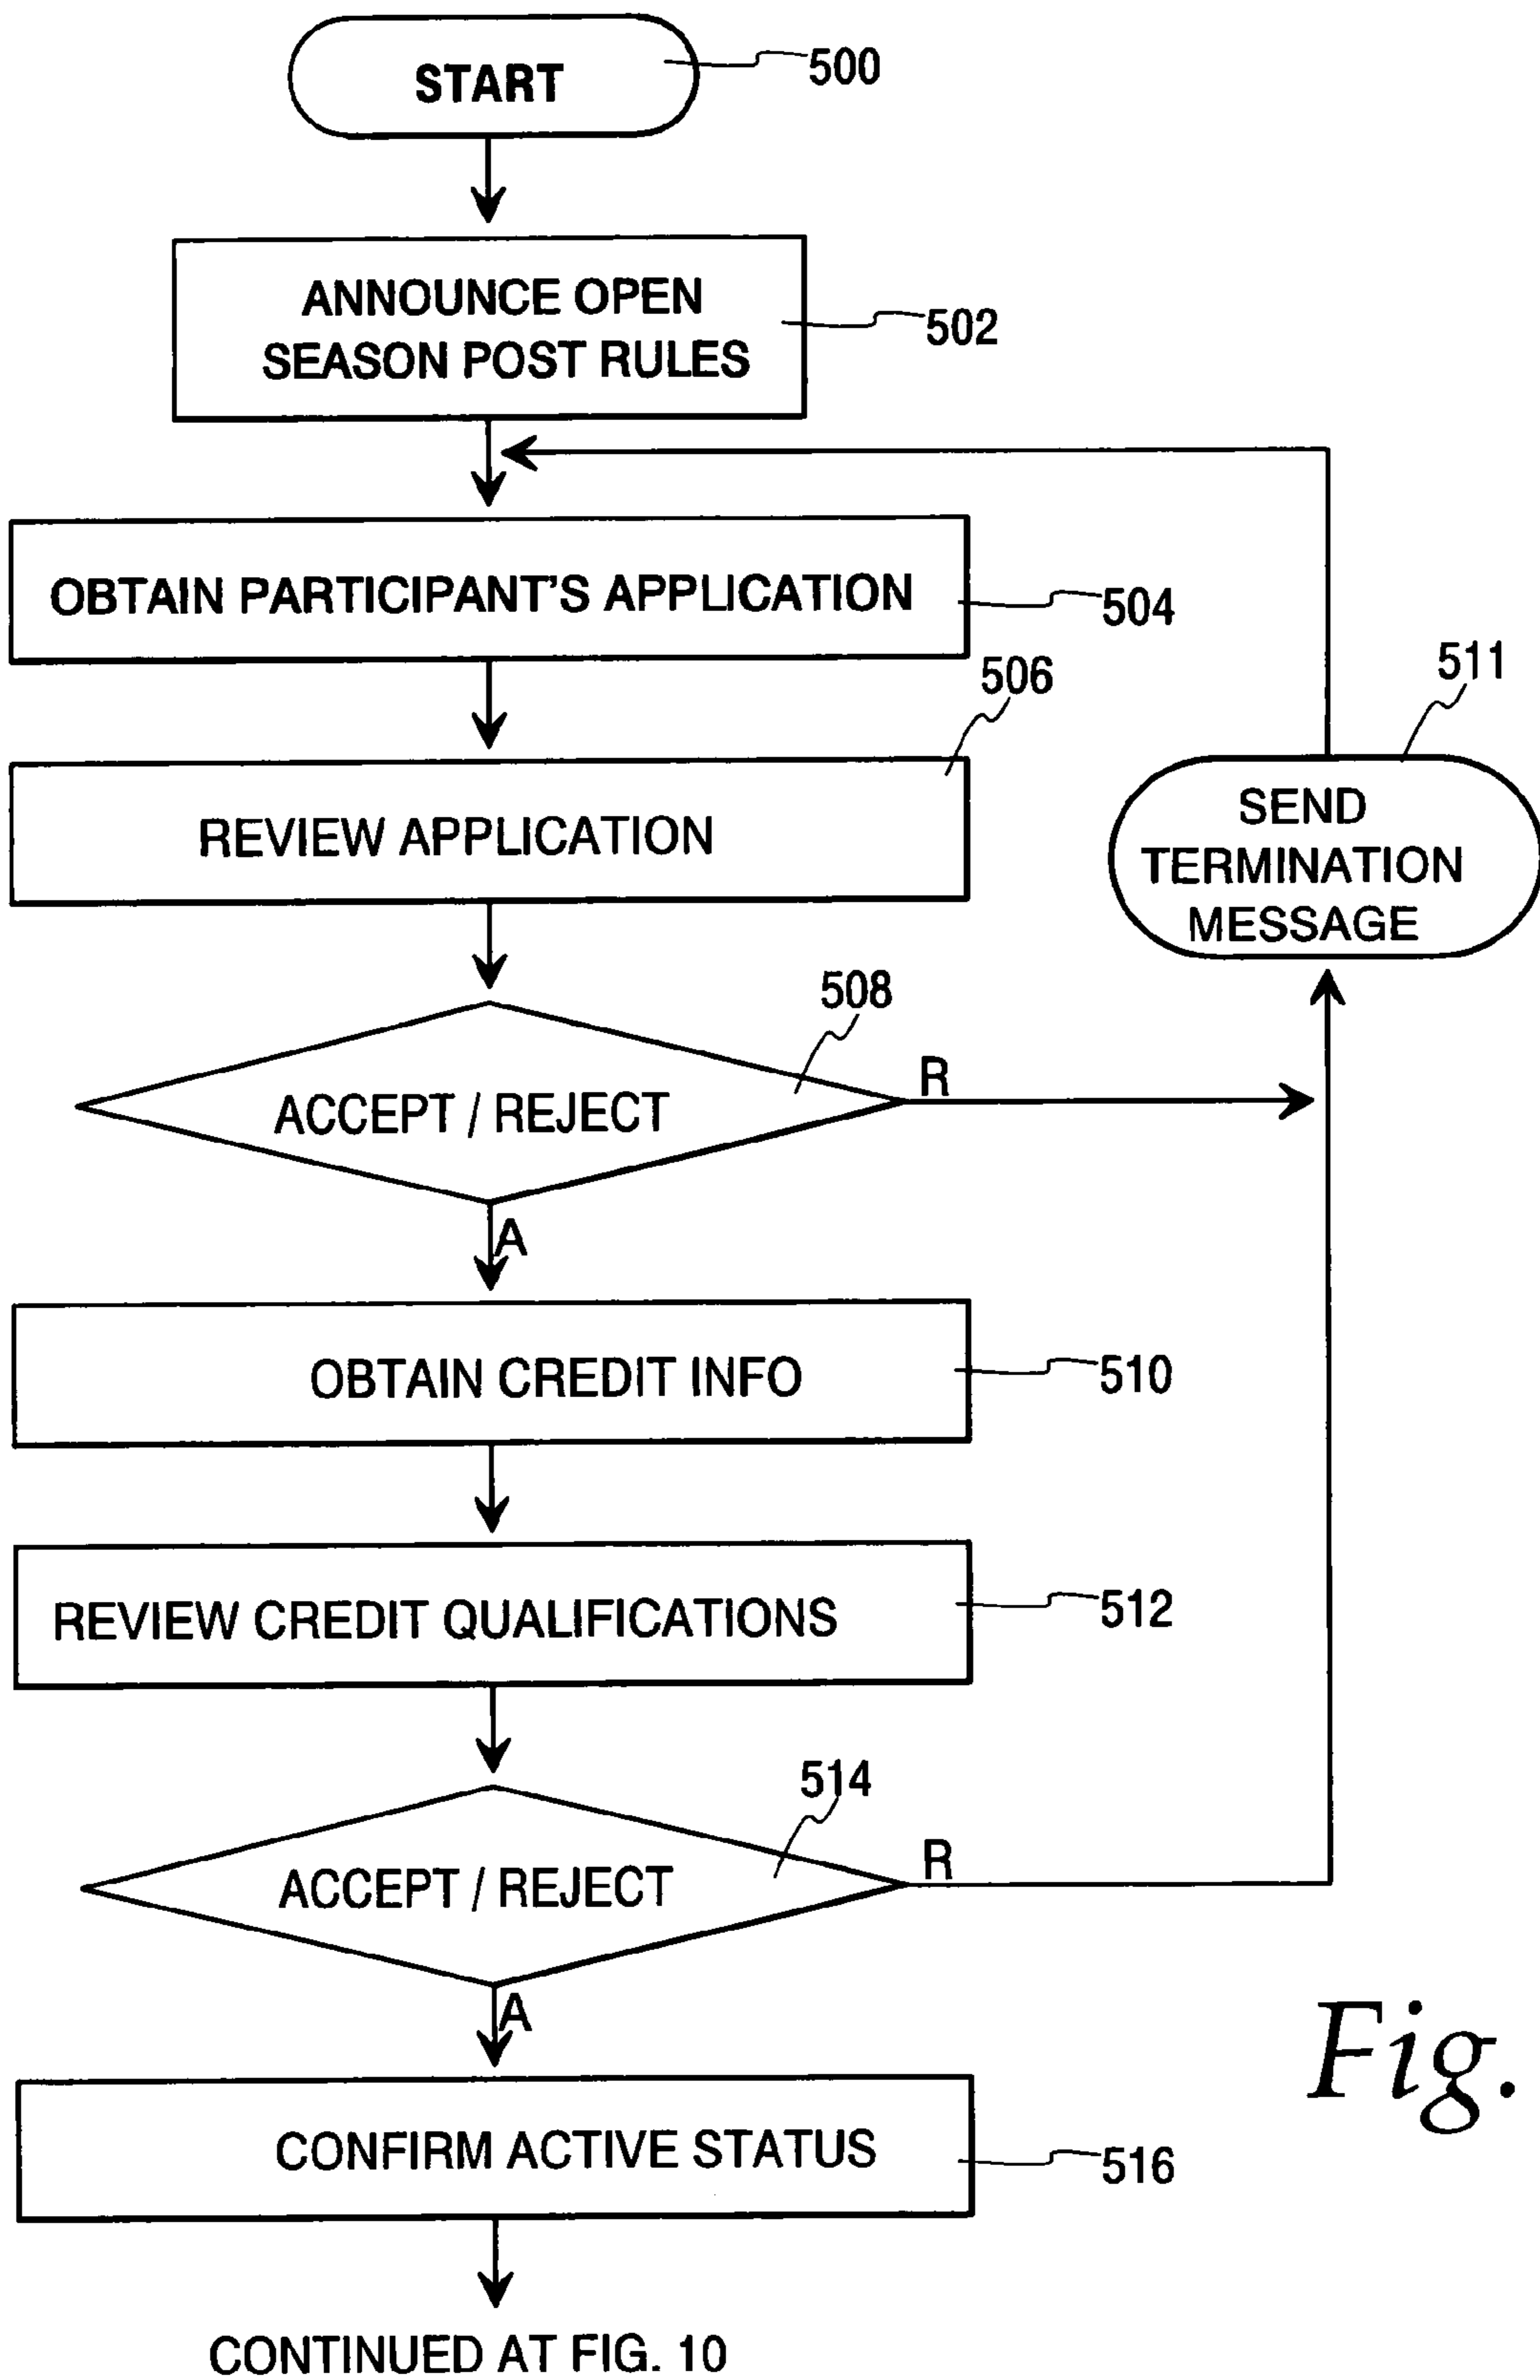 START
500
ANNOUNCE OPEN
SEASON POST RULES
502
OBTAIN PARTICIPANT'S APPLICATION
504
506
511
REVIEW APPLICATION
SEND
TERMINATION
MESSAGE
508
ACCEPT / REJECT
R
A
OBTAIN CREDIT INFO
510
REVIEW CREDIT QUALIFICATIONS
512
514
ACCEPT / REJECT
R
A
Fig.
CONFIRM ACTIVE STATUS
516
CONTINUED AT FIG. 10